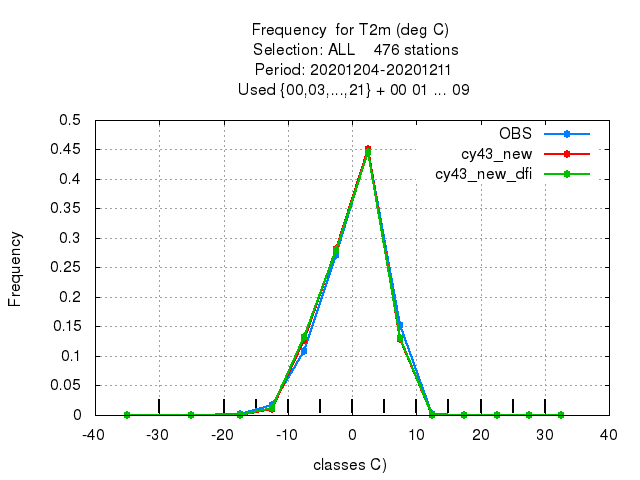 Frequency for T2m (deg C)
Selection: ALL 476 stations
Period: 20201204-20201211
Used {00,03,...,21} + 00 01 ... 09
0.5
0.45
0.4
0.35
0.3
0.25
0.2
0.15
0.1
0.05
0
Frequency
OBS
cy43_new
cy43_new_dfi
-40 -30 -20 -10 0 10 20 30 40
classes C)